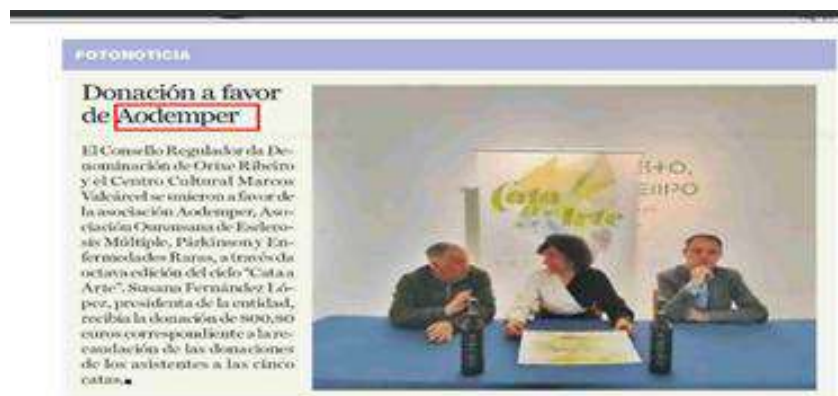 FOTONOTICIA
Donación a favor
de Aodemper
El Consello Regulador da De-
nominación de Orixe Ribeiro
y el Centro Cultural Marcos
Valcárcel se unieron a favor de
la asociación Aodemper, Aso-
ciación Ourensana de Esclero-
sis Múltiple, Párkinson y En-
fermedades Raras, a través da
octava edición del ciclo "Cata a
Arte". Susana Fernández Ló-
pez, presidenta de la entidad,
recibía la donación de 800,80
euros correspondiente a la re-
caudación de las donaciones
de los asistentes a las cinco
catas.
Cata
Arte